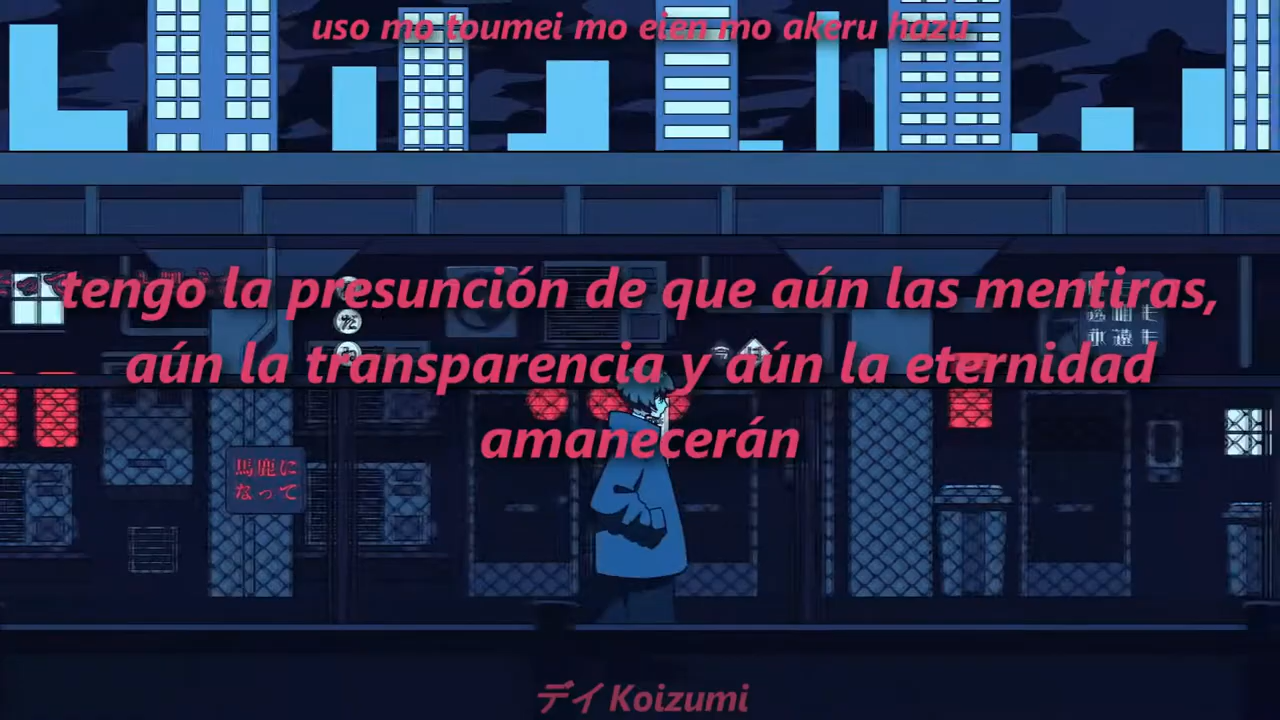 uso mo toumei mo eien mo akeru hazu
tengo la presunción de que aún las mentiras,
aún la transparencia y aún la eternidad
amanecerán
馬鹿に
なって
デイ Koizumi